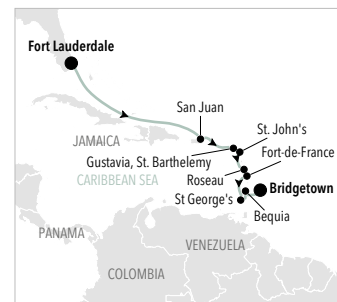 Fort Lauderdale
San Juan
St. John's
JAMAICA
Gustavia, St. Barthelemy
Fort-de-France
CARIBBEAN SEA
Roseau
Bridgetown
St George's
Bequia
PANAMA
VENEZUELA
COLOMBIA